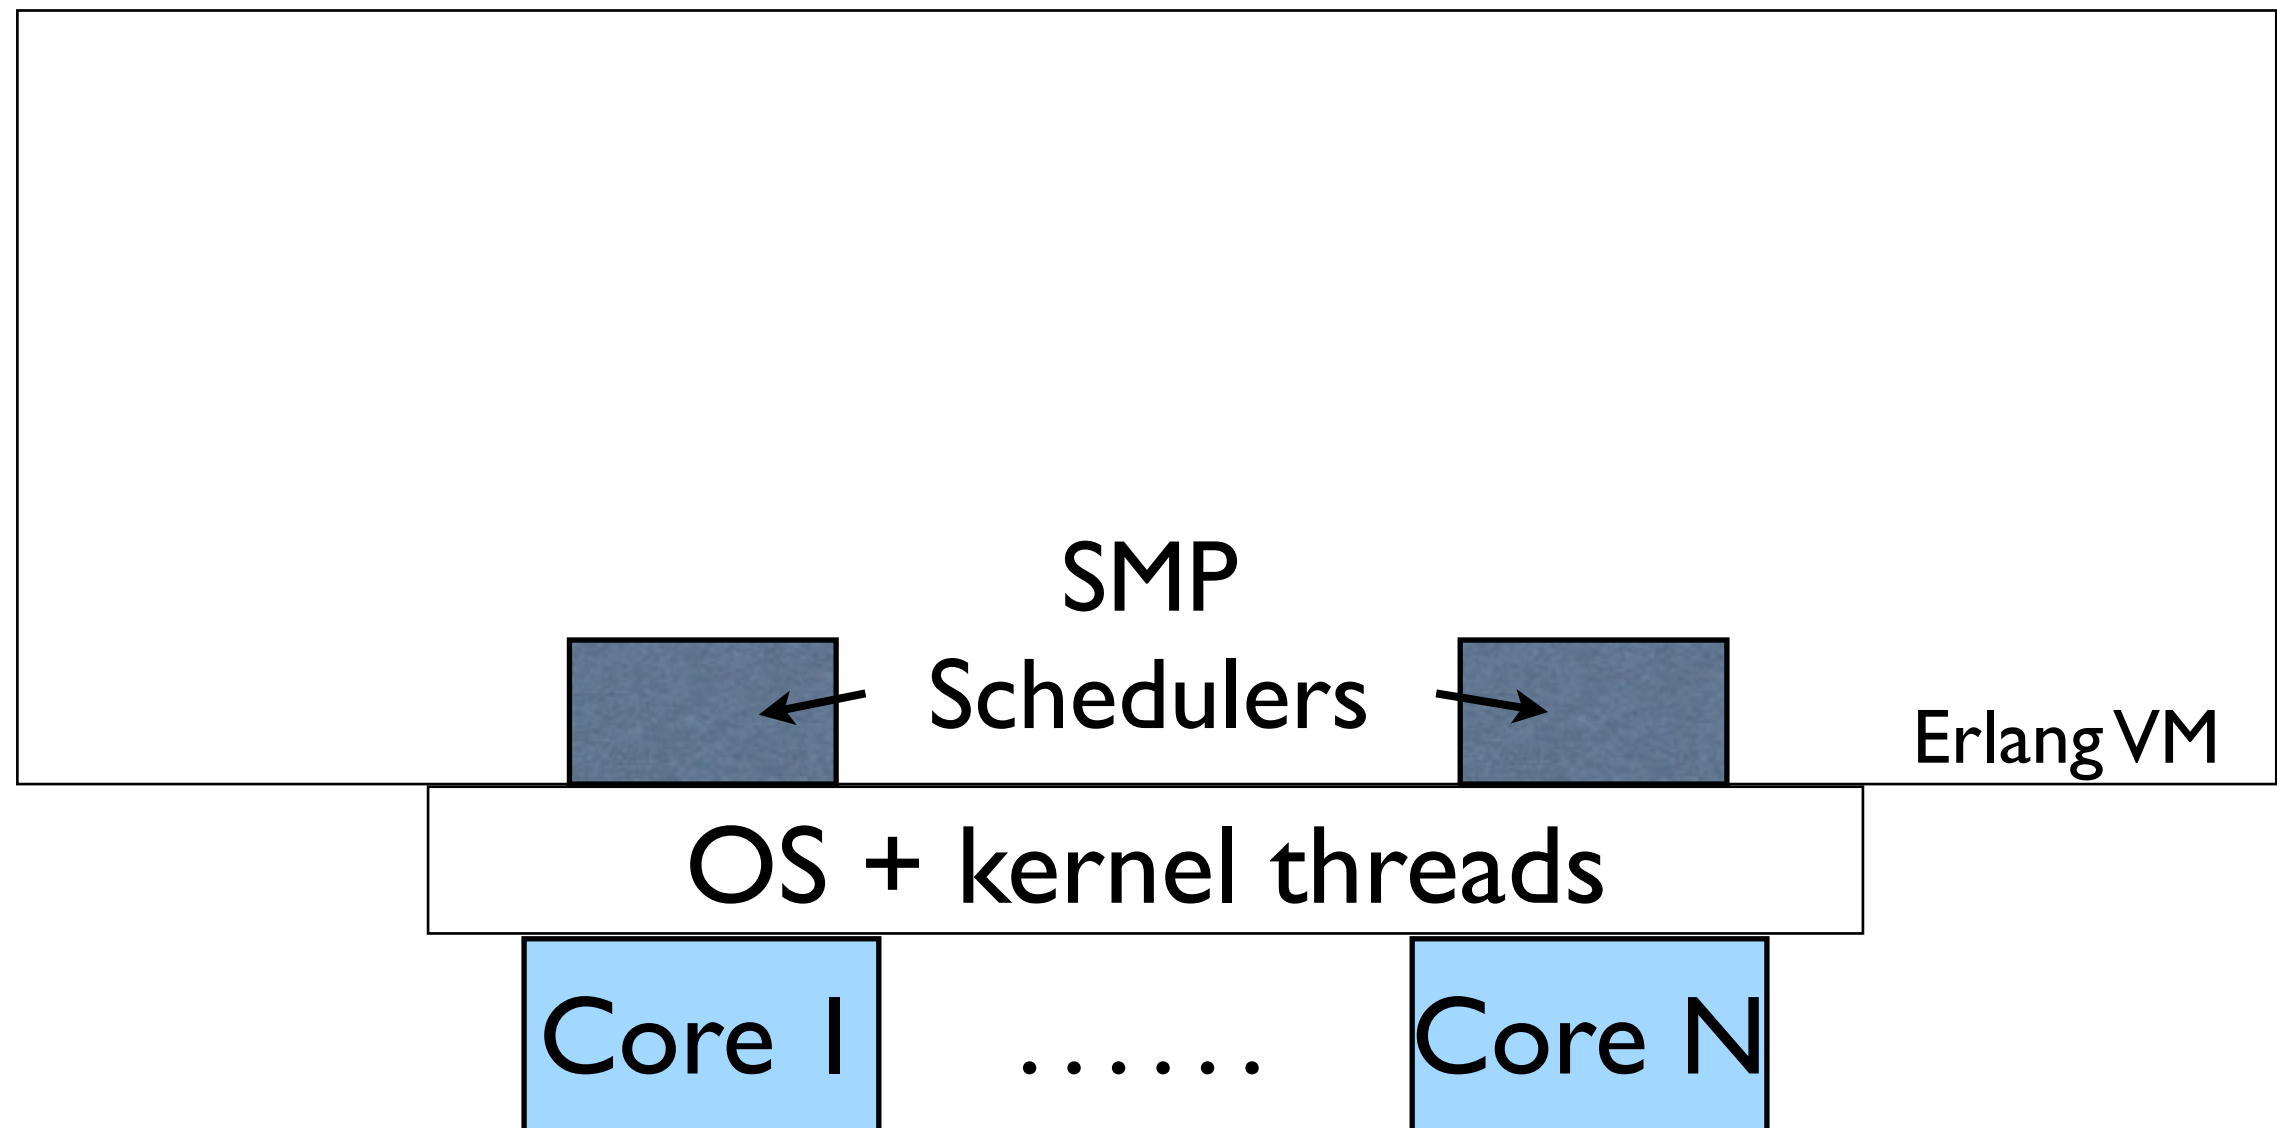 SMP
Schedulers
Erlang VM
OS + kernel threads
Core 1
......
Core N